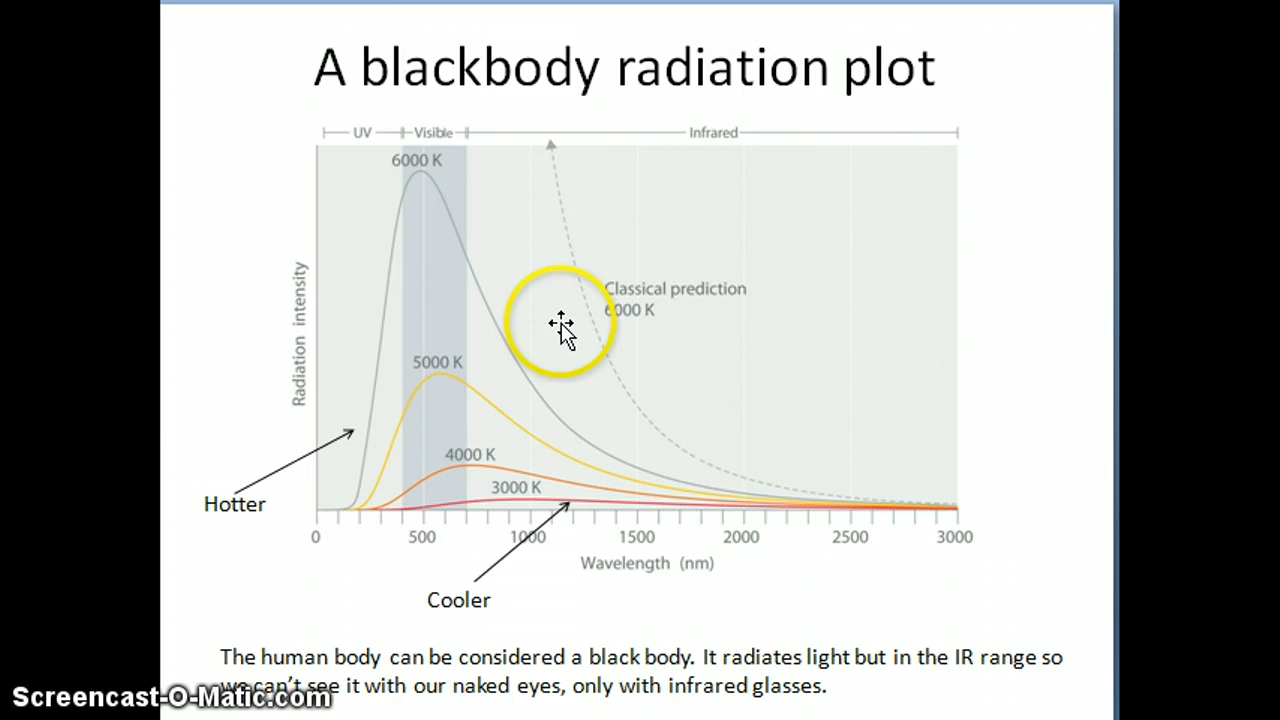 A blackbody radiation plot
UV Visible Infrared
6000 K
Classical prediction
6000 K
Radiation intensity
5000 K
4000 K
3000 K
Hotter
0 500 1000 1500 2000 2500 3000
Wavelength (nm)
Cooler
The human body can be considered a black body. It radiates light but in the IR range so
we can't see it with our naked eyes, only with infrared glasses.
Screencast-O-Matic.com